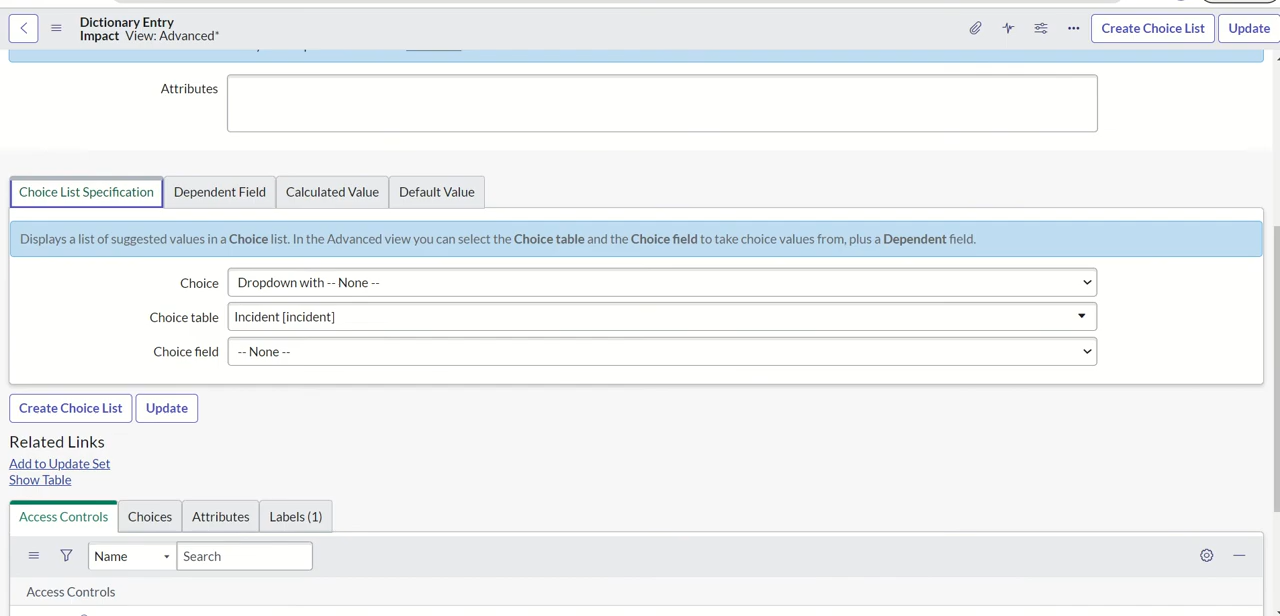 Dictionary Entry
Impact View: Advanced*
Create Choice List
Update
Attributes
Choice List Specification
Dependent Field
Calculated Value
Default Value
Displays a list of suggested values in a Choice list. In the Advanced view you can select the Choice table and the Choice field to take choice values from, plus a Dependent field.
Choice
Dropdown with -- None --
Choice table
Incident [incident]
Choice field
-- None --
Create Choice List
Update
Related Links
Add to Update Set
Show Table
Access Controls
Choices
Attributes
Labels (1)
Name
Search
Access Controls